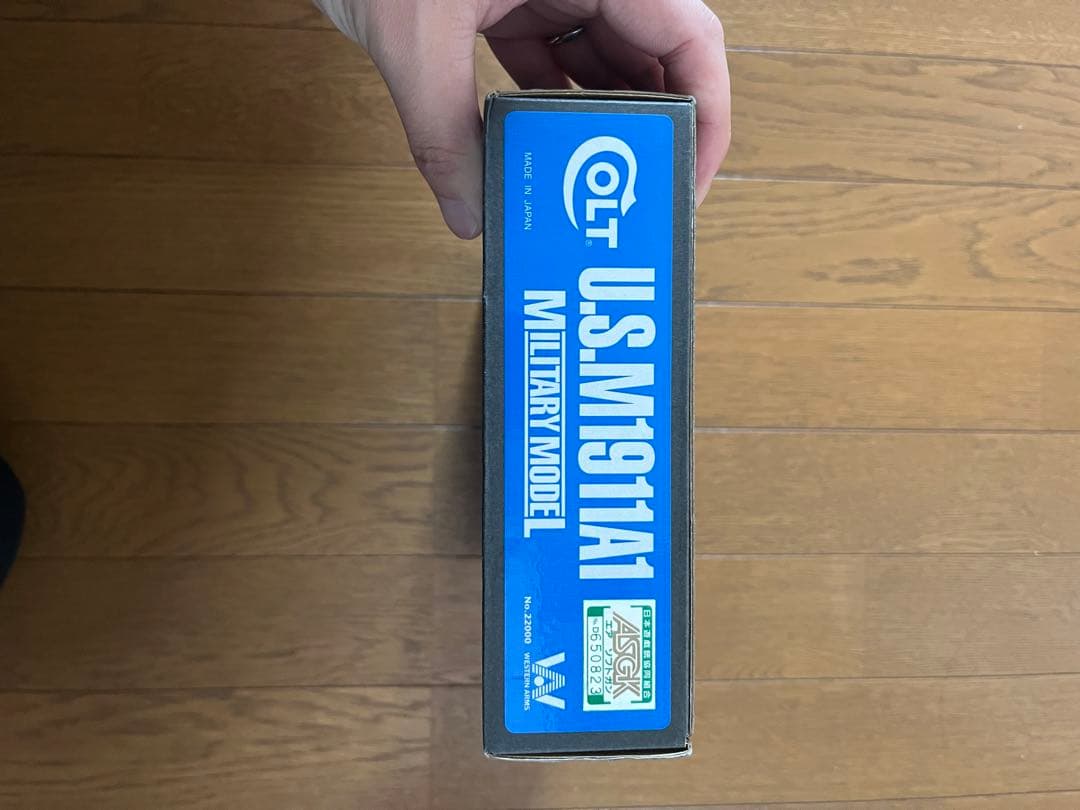 COLT®
U.S.M1911A1
MADE IN JAPAN
MILITARY MODEL
日本遊戯銃協同組合
ASGK
エア ソフトガン
No.D650823
No.22000
WESTERN ARMS